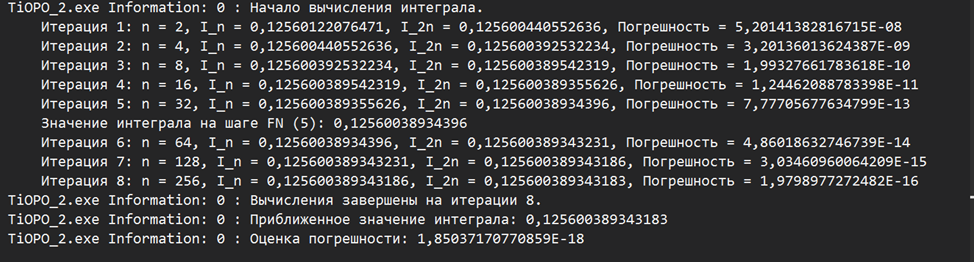 TiOPO_2.exe Information: 0 : Начало вычисления интеграла.
Итерация 1: n = 2, I_n = 0,12560122076471, I_2n = 0,125600440552636, Погрешность = 5,20141382816715E-08
Итерация 2: n = 4, I_n = 0,125600440552636, I_2n = 0,125600392532234, Погрешность = 3,20136013624387E-09
Итерация 3: n = 8, I_n = 0,125600392532234, I_2n = 0,125600389542319, Погрешность = 1,99327661783618E-10
Итерация 4: n = 16, I_n = 0,125600389542319, I_2n = 0,125600389355626, Погрешность = 1,24462088783398E-11
Итерация 5: n = 32, I_n = 0,125600389355626, I_2n = 0,12560038934396, Погрешность = 7,77705677634799E-13
Значение интеграла на шаге FN (5): 0,12560038934396
Итерация 6: n = 64, I_n = 0,12560038934396, I_2n = 0,125600389343231, Погрешность = 4,86018632746739E-14
Итерация 7: n = 128, I_n = 0,125600389343231, I_2n = 0,125600389343186, Погрешность = 3,03460960064209E-15
Итерация 8: n = 256, I_n = 0,125600389343186, I_2n = 0,125600389343183, Погрешность = 1,9798977272482E-16
TiOPO_2.exe Information: 0 : Вычисления завершены на итерации 8.
TiOPO_2.exe Information: 0 : Приближенное значение интеграла: 0,125600389343183
TiOPO_2.exe Information: 0 : Оценка погрешности: 1,85037170770859E-18